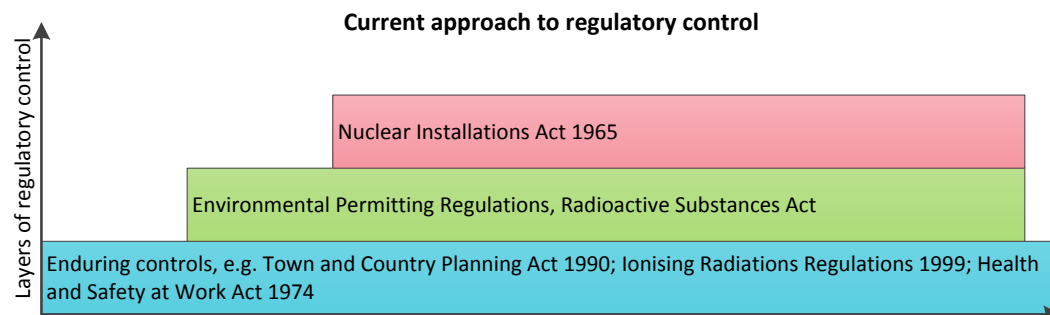 Current approach to regulatory control
Layers of regulatory control
Nuclear Installations Act 1965
Environmental Permitting Regulations, Radioactive Substances Act
Enduring controls, e.g. Town and Country Planning Act 1990; Ionising Radiations Regulations 1999; Health
and Safety at Work Act 1974